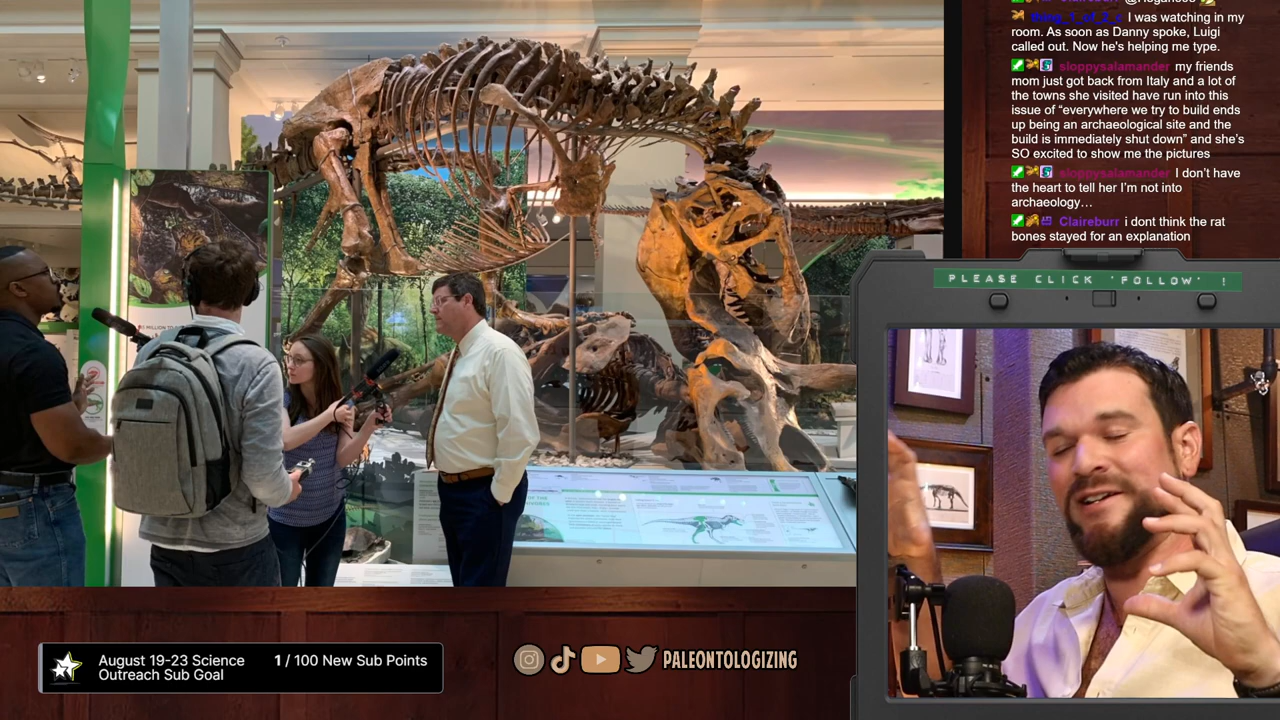 I was watching in my
room. As soon as Danny spoke, Luigi
called out. Now he's helping me type.
sloppysalamander my friends
mom just got back from Italy and a lot of
the towns she visited have run into this
issue of “everywhere we try to build ends
up being an archaeological site and the
build is immediately shut down” and she’s
SO excited to show me the pictures
sloppysalamander I don’t have
the heart to tell her I’m not into
archaeology…
Claireburr i dont think the rat
bones stayed for an explanation
PLEASE CLICK "FOLLOW" !
August 19-23 Science
Outreach Sub Goal
1 / 100 New Sub Points
PALEONTOLOGIZING